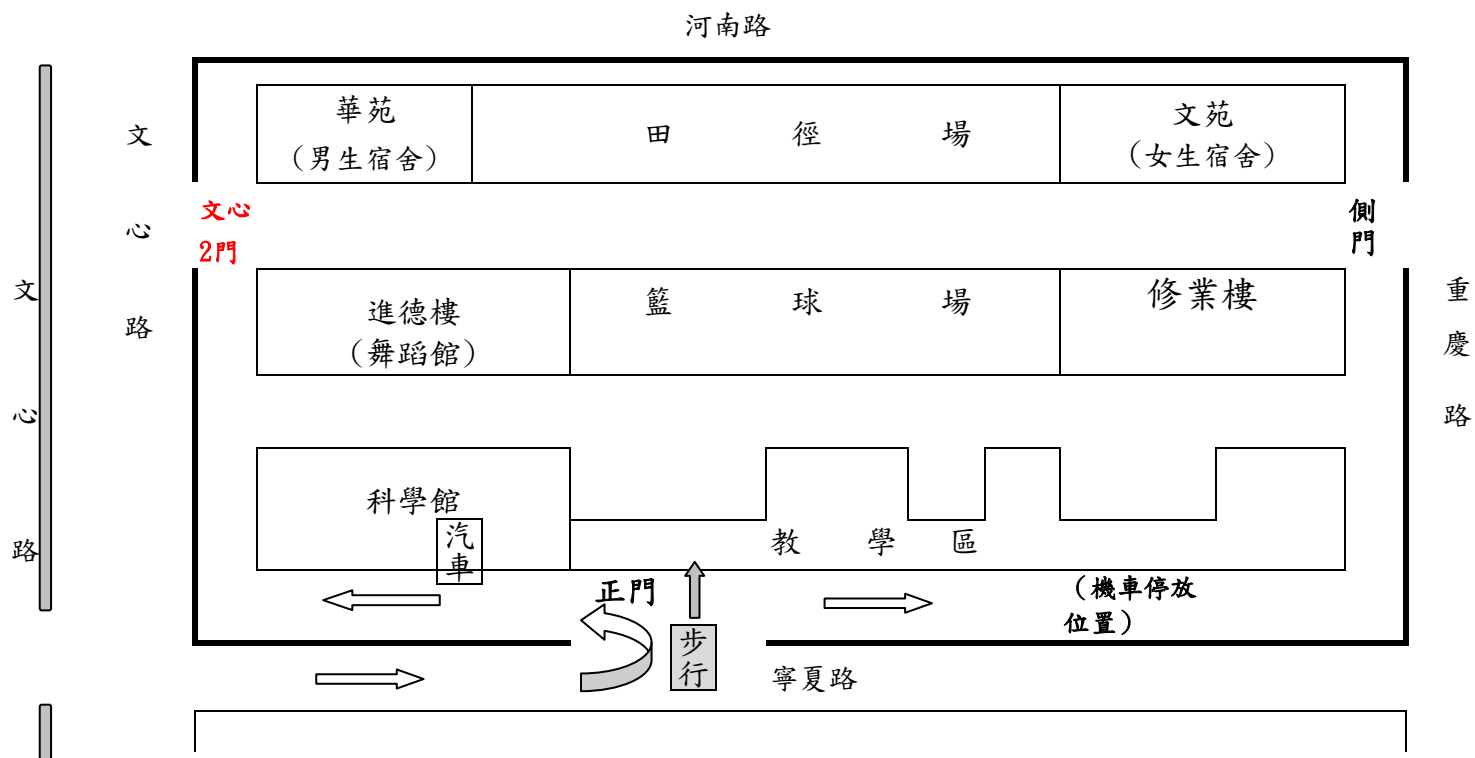 河南路
華苑
(男生宿舍)
田徑場
文苑
(女生宿舍)
文心路
文心
2門
側
門
文心路
進德樓
(舞蹈館)
籃球場
修業樓
重慶路
科學館
汽車
教學區
正門
(機車停放
位置)
步行
寧夏路